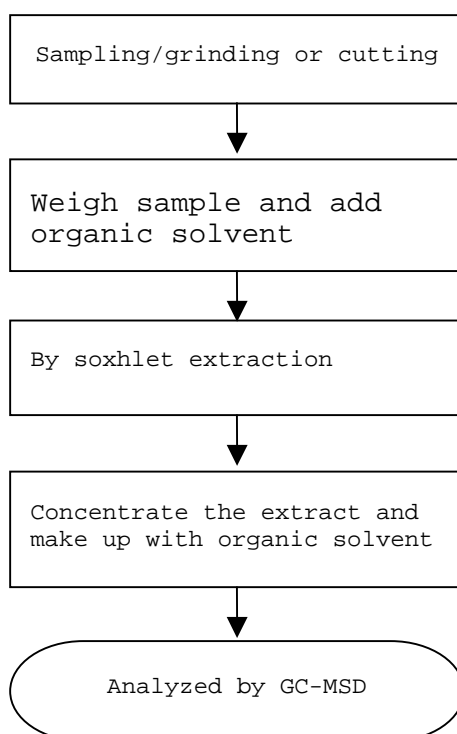 Sampling/grinding or cutting
Weigh sample and add
organic solvent
By soxhlet extraction
Concentrate the extract and
make up with organic solvent
Analyzed by GC-MSD